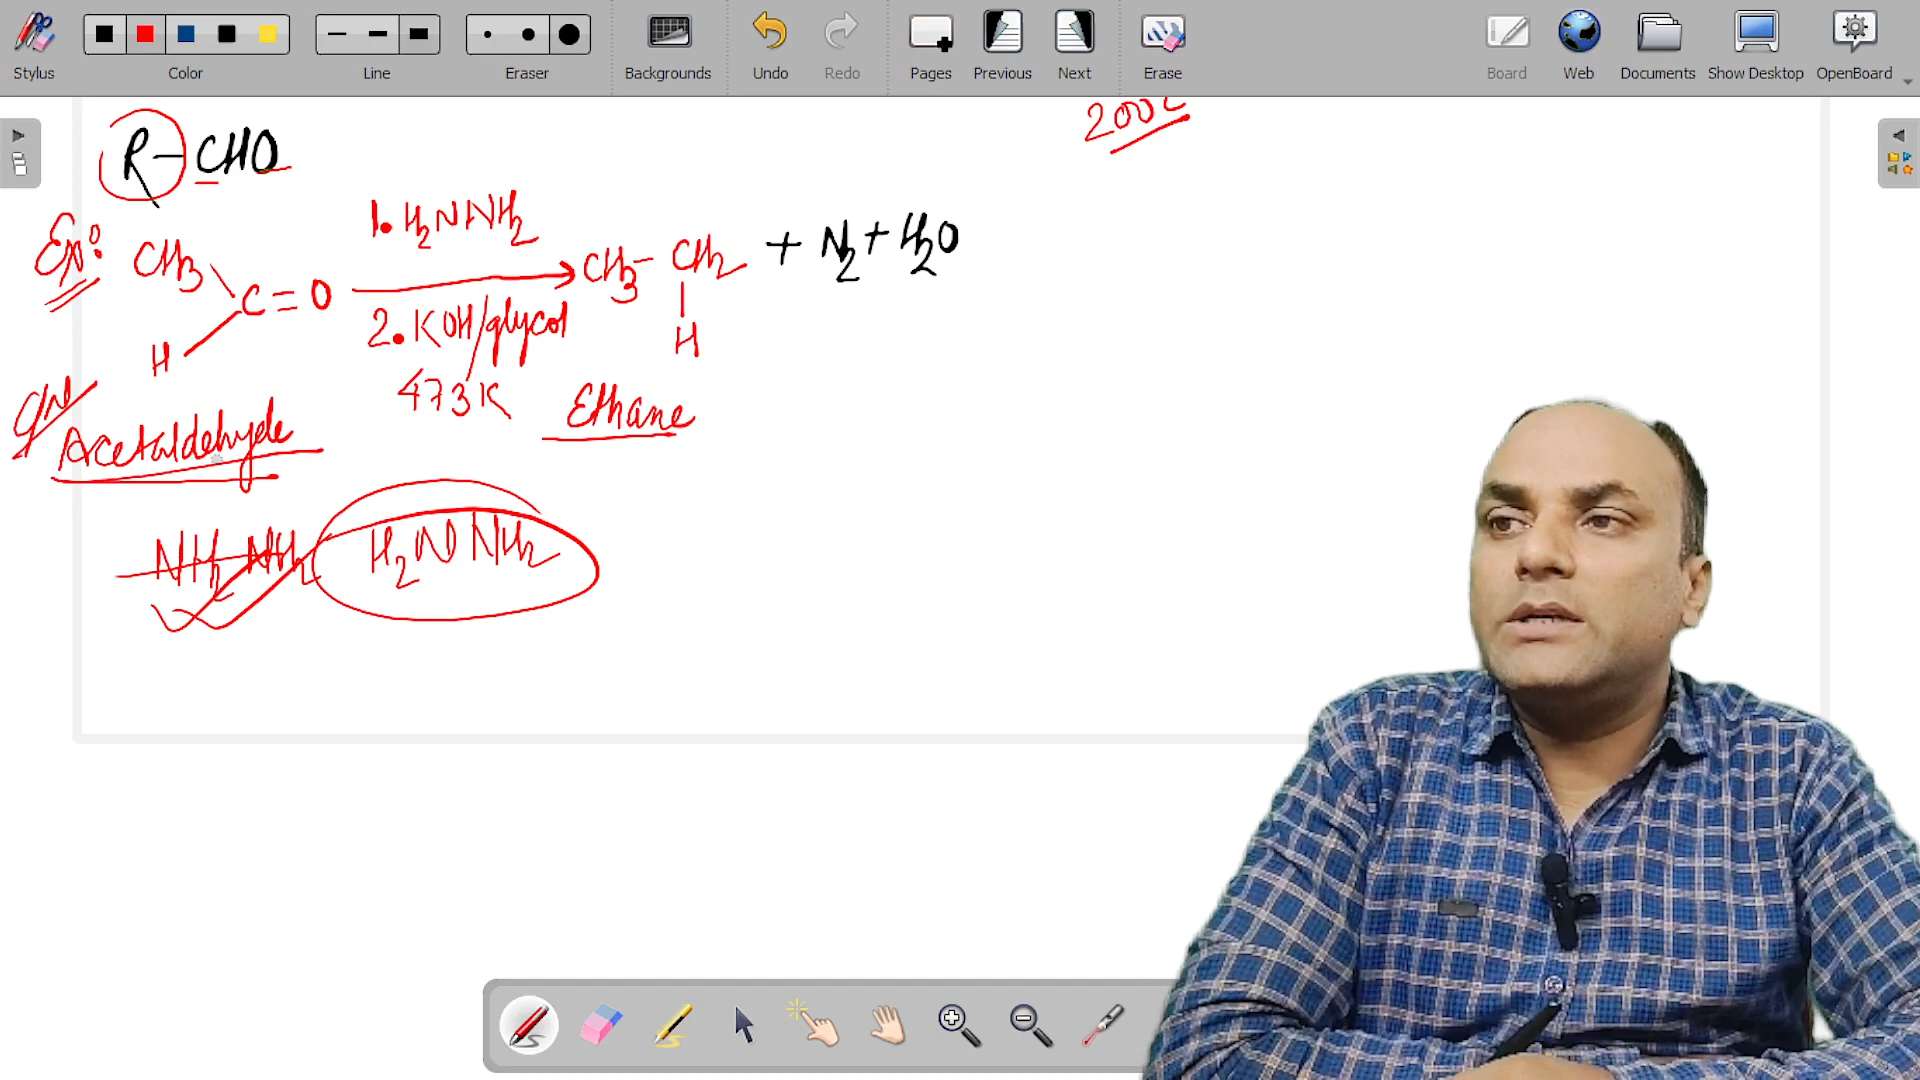 Stylus Color Line Eraser Backgrounds Undo Redo Pages Previous Next Erase Board Web Documents Show Desktop OpenBoard
R-CHO
Ex:
1. H2NNH2
CH3
C=O
H
2. KOH/glycol
473K
CH3-CH2
H
+ N2 + H2O
Acetaldehyde
Ethane
NH2 NH2
H2N NH2